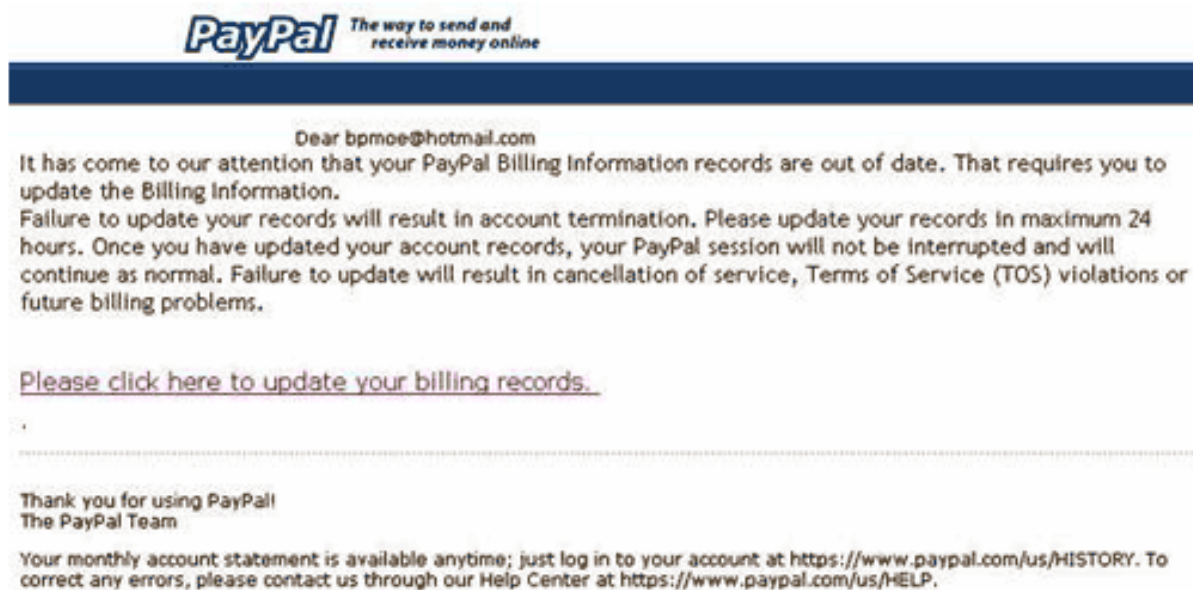 PayPal The way to send and
receive money online
Dear bpmoe@hotmail.com
It has come to our attention that your PayPal Billing Information records are out of date. That requires you to
update the Billing Information.
Failure to update your records will result in account termination. Please update your records in maximum 24
hours. Once you have updated your account records, your PayPal session will not be interrupted and will
continue as normal. Failure to update will result in cancellation of service, Terms of Service (TOS) violations or
future billing problems.
Please click here to update your billing records.
.
Thank you for using PayPal!
The PayPal Team
Your monthly account statement is available anytime; just log in to your account at https://www.paypal.com/us/HISTORY. To
correct any errors, please contact us through our Help Center at https://www.paypal.com/us/HELP.